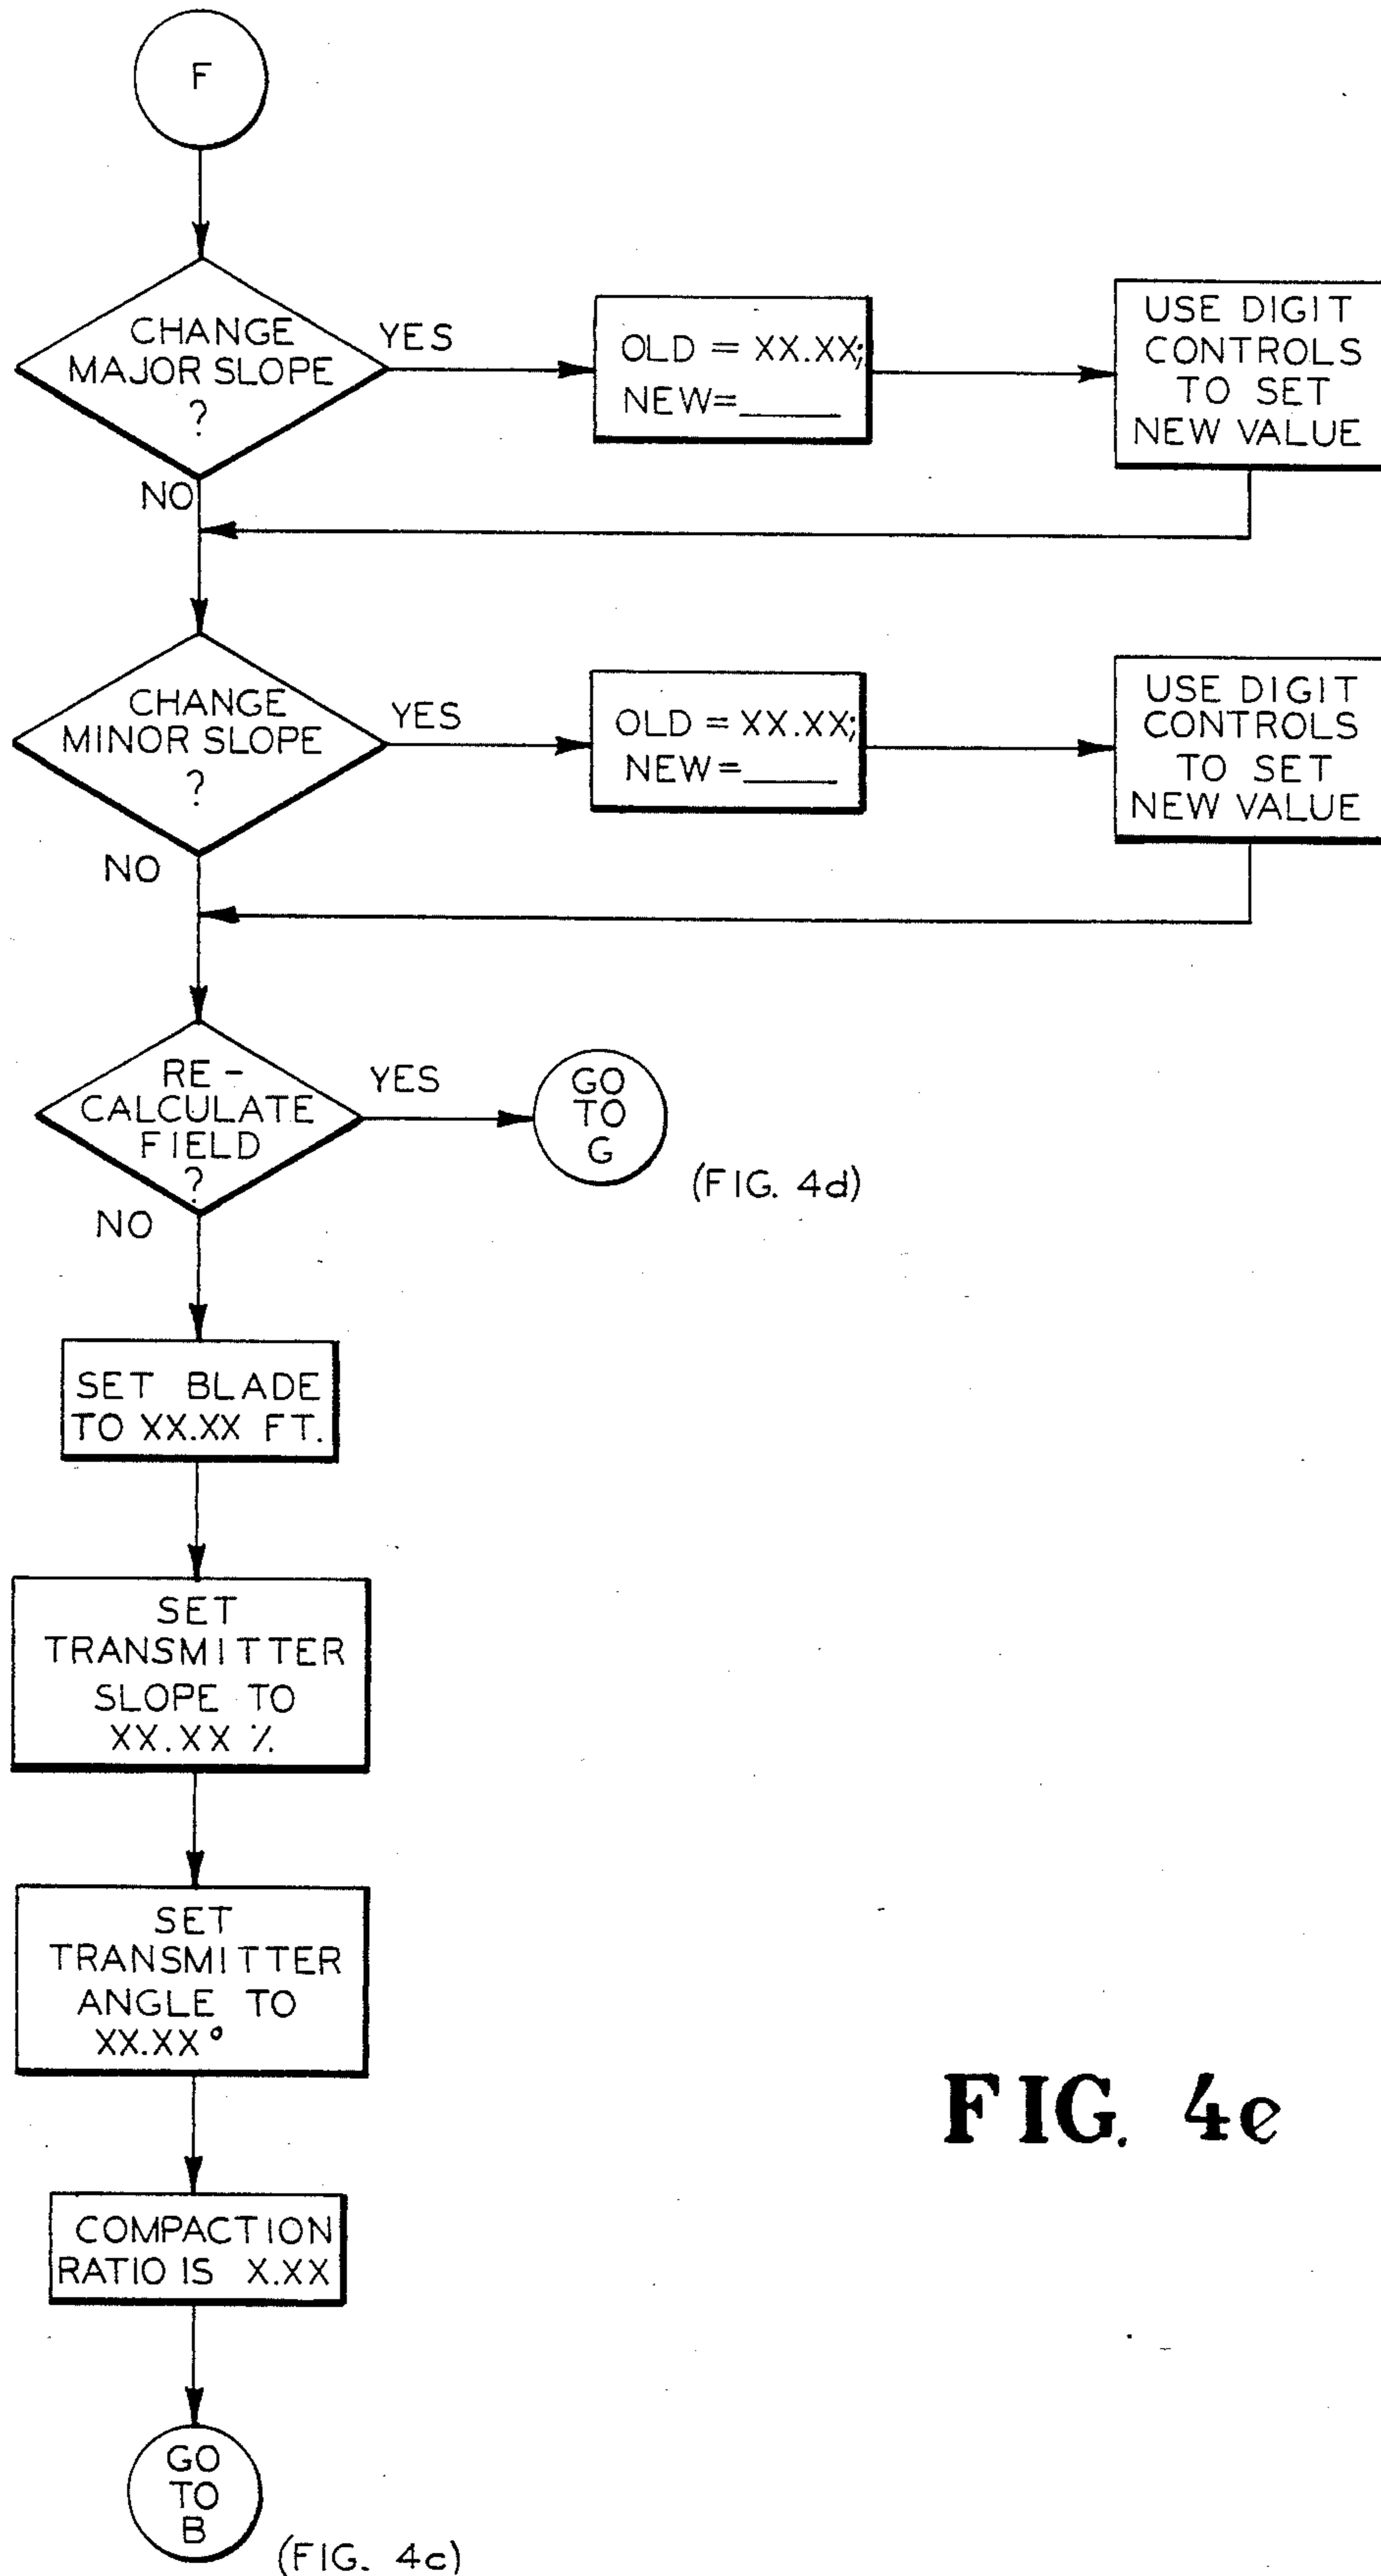 F
CHANGE
MAJOR SLOPE
?
YES
OLD = XX.XX;
NEW=_____
USE DIGIT
CONTROLS
TO SET
NEW VALUE
NO
CHANGE
MINOR SLOPE
?
YES
OLD = XX.XX;
NEW=_____
USE DIGIT
CONTROLS
TO SET
NEW VALUE
NO
RE-
CALCULATE
FIELD
?
YES
GO
TO
G
(FIG. 4d)
NO
SET BLADE
TO XX.XX FT.
SET
TRANSMITTER
SLOPE TO
XX.XX %
SET
TRANSMITTER
ANGLE TO
XX.XX°
COMPACTION
RATIO IS X.XX
GO
TO
B
(FIG. 4c)
FIG. 4e